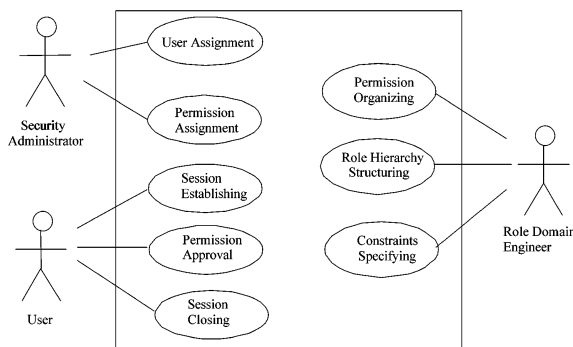 User Assignment
Permission
Assignment
Security
Administrator
Session
Establishing
Permission
Approval
Session
Closing
User
Permission
Organizing
Role Hierarchy
Structuring
Constraints
Specifying
Role Domain
Engineer